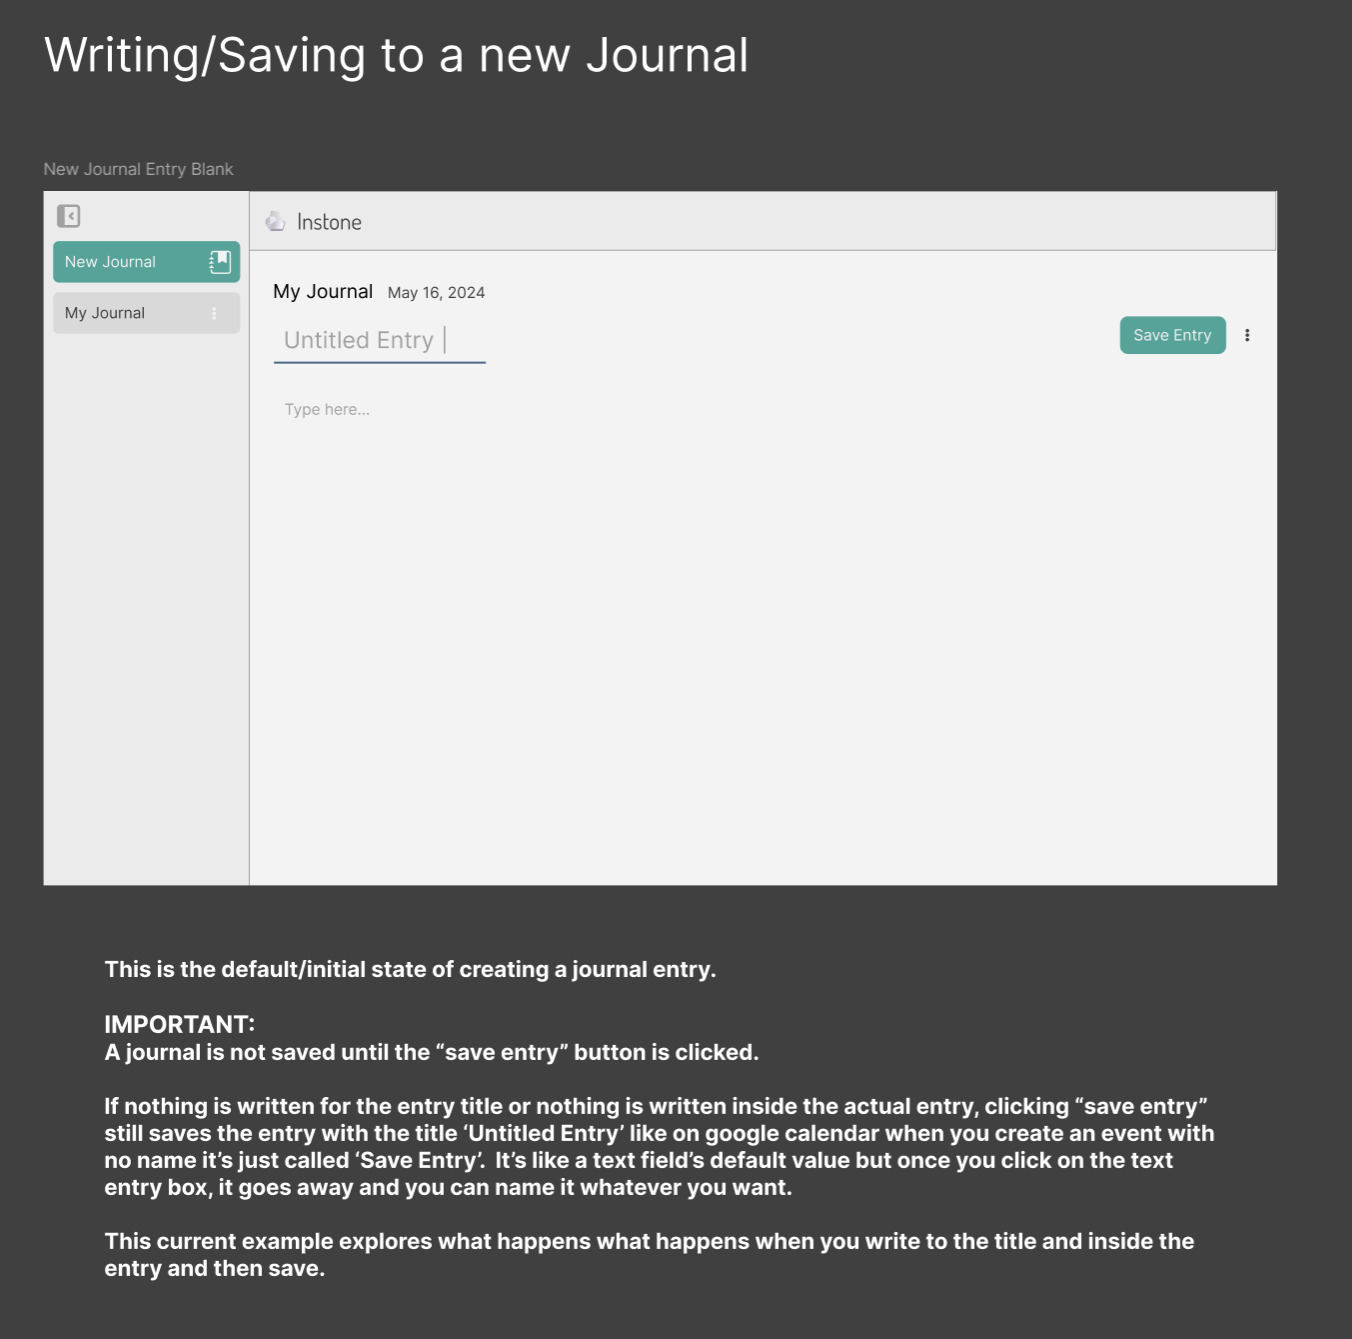 Writing/Saving to a new Journal
New Journal Entry Blank
Instone
New Journal
My Journal
My Journal May 16, 2024
Untitled Entry
Save Entry
Type here...
This is the default/initial state of creating a journal entry.
IMPORTANT:
A journal is not saved until the “save entry” button is clicked.
If nothing is written for the entry title or nothing is written inside the actual entry, clicking “save entry”
still saves the entry with the title ‘Untitled Entry’ like on google calendar when you create an event with
no name it’s just called ‘Save Entry’.  It’s like a text field’s default value but once you click on the text
entry box, it goes away and you can name it whatever you want.
This current example explores what happens what happens when you write to the title and inside the
entry and then save.